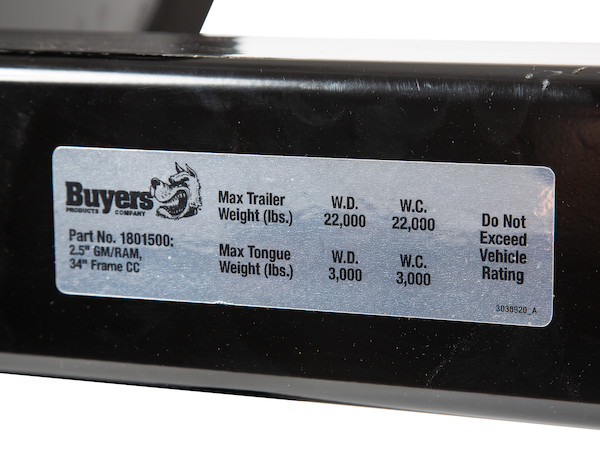 Buyers
PRODUCTS COMPANY
Part No. 1801500:
2.5" GM/RAM,
34" Frame CC
Max Trailer
Weight (lbs.)
W.D.
22,000
W.C.
22,000
Max Tongue
Weight (lbs.)
W.D.
3,000
W.C.
3,000
Do Not
Exceed
Vehicle
Rating
3038920_A